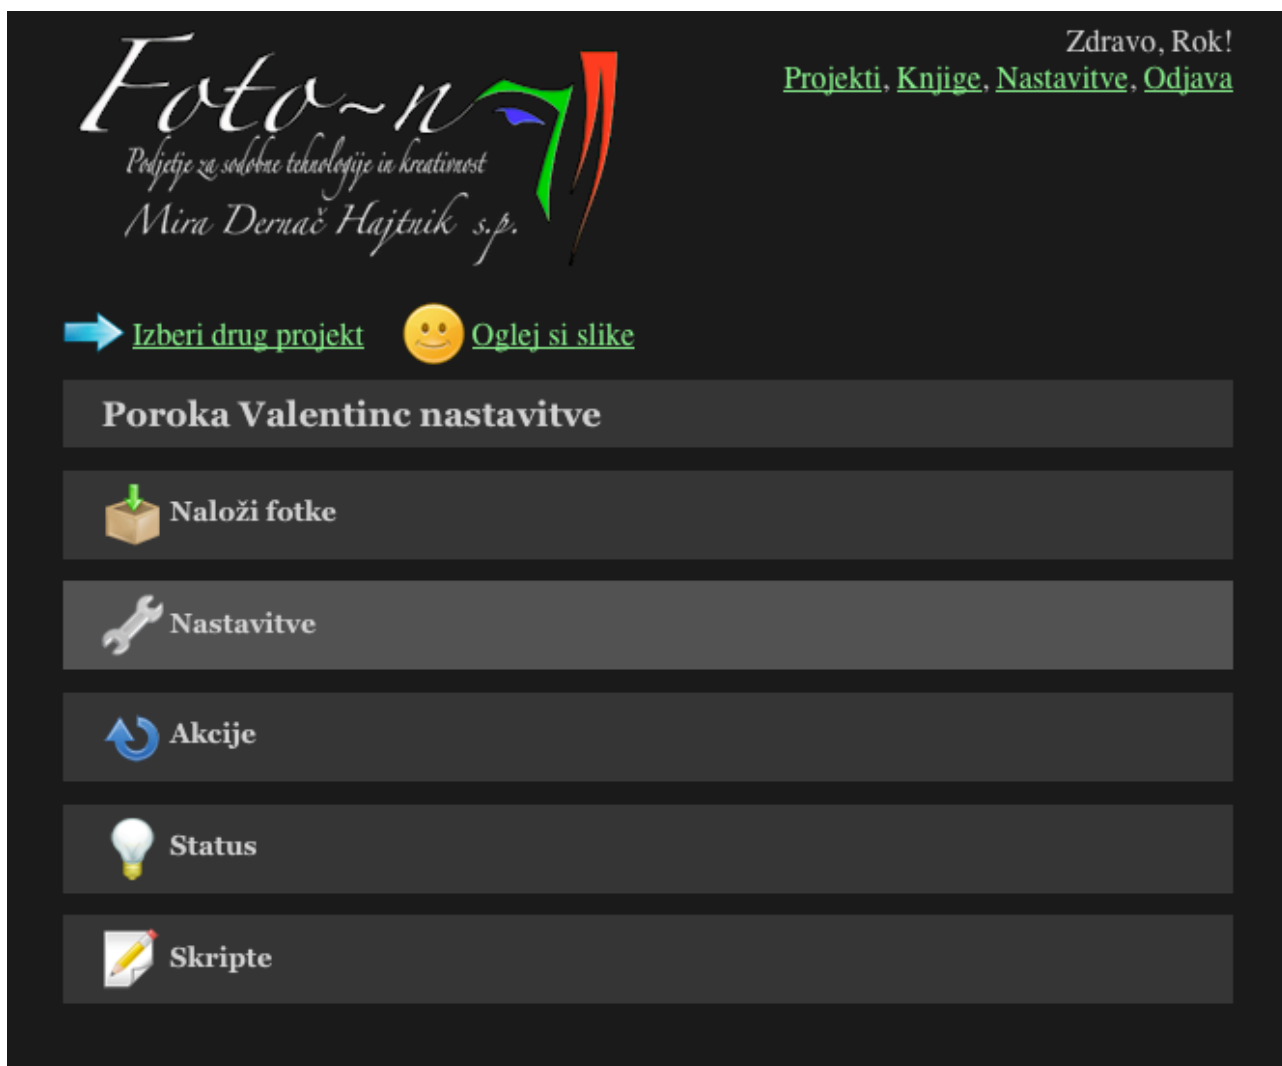 Foto~n
Podjetje za sodobne tehnologije in kreativnost
Mira Dernač Hajtnik s.p.
Zdravo, Rok!
Projekti, Knjige, Nastavitve, Odjava
Izberi drug projekt Oglej si slike
Poroka Valentinc nastavitve
Naloži fotke
Nastavitve
Akcije
Status
Skripte